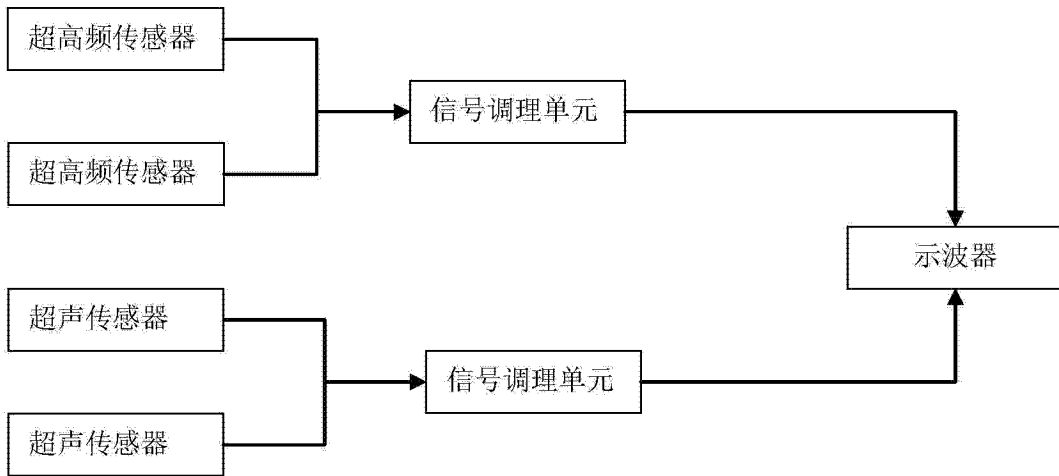 超高频传感器
信号调理单元
超高频传感器
示波器
超声传感器
信号调理单元
超声传感器